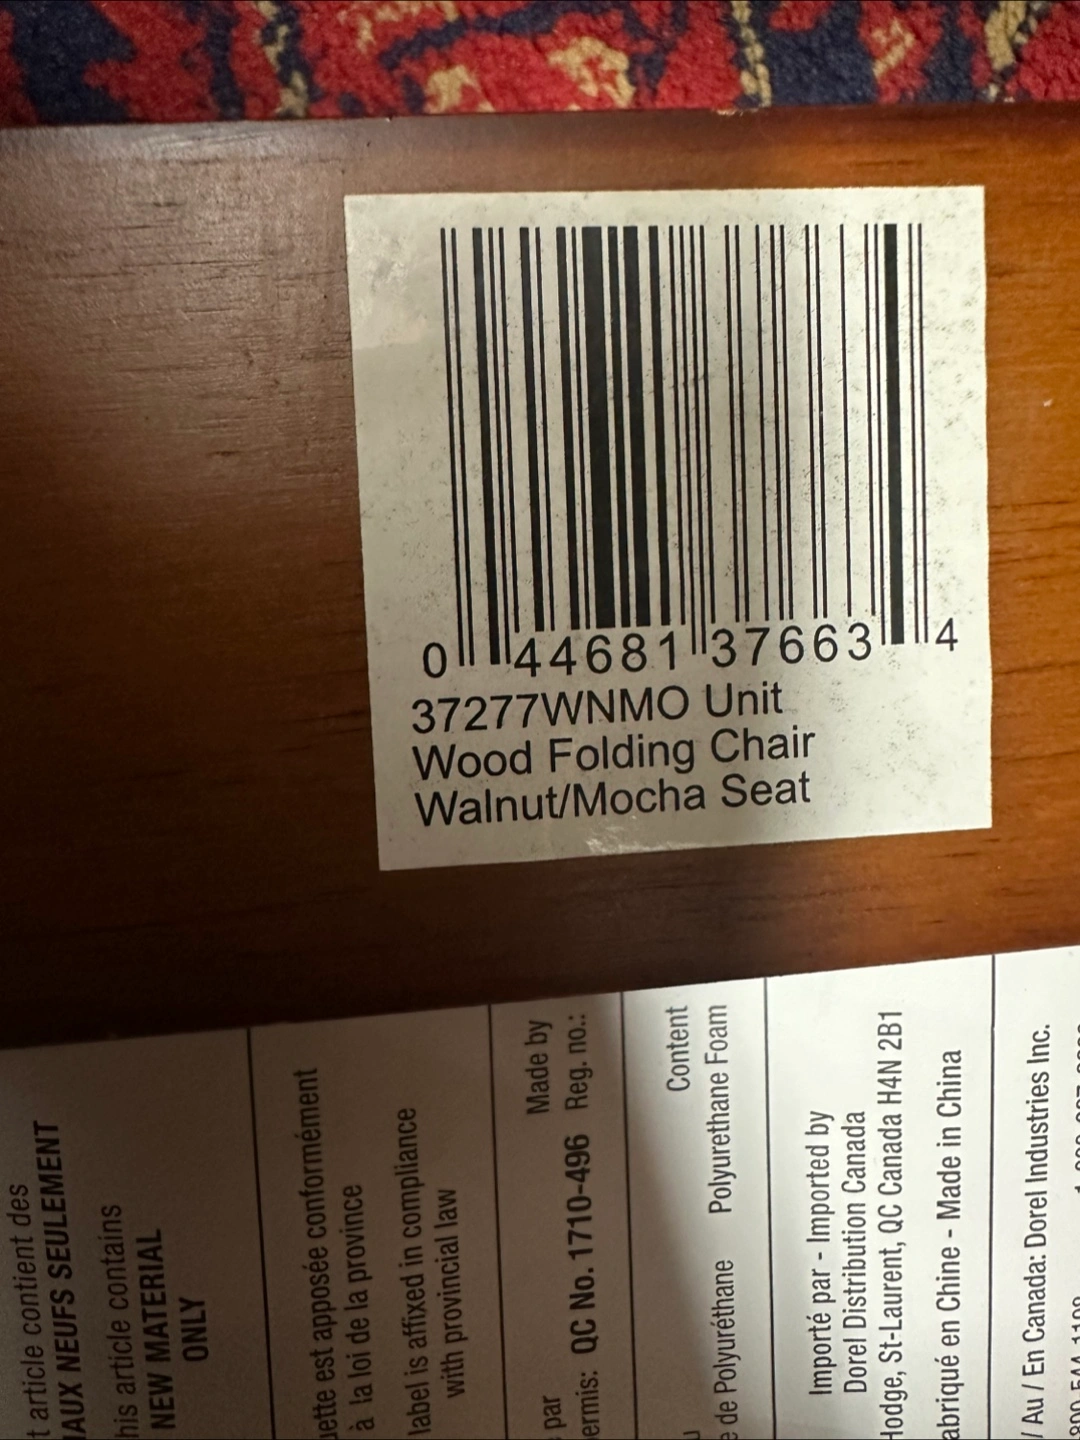 0 44681 37663 4
37277WNMO Unit
Wood Folding Chair
Walnut/Mocha Seat
t article contient des
IAUX NEUFS SEULEMENT
his article contains
NEW MATERIAL
ONLY
uette est apposée conformément
à la loi de la province
label is affixed in compliance
with provincial law
par Made by
ermis: QC No. 1710-496 Reg. no.:
Content
e de Polyuréthane Polyurethane Foam
Importé par - Imported by
Dorel Distribution Canada
Hodge, St-Laurent, QC Canada H4N 2B1
abriqué en Chine - Made in China
/ Au / En Canada: Dorel Industries Inc.